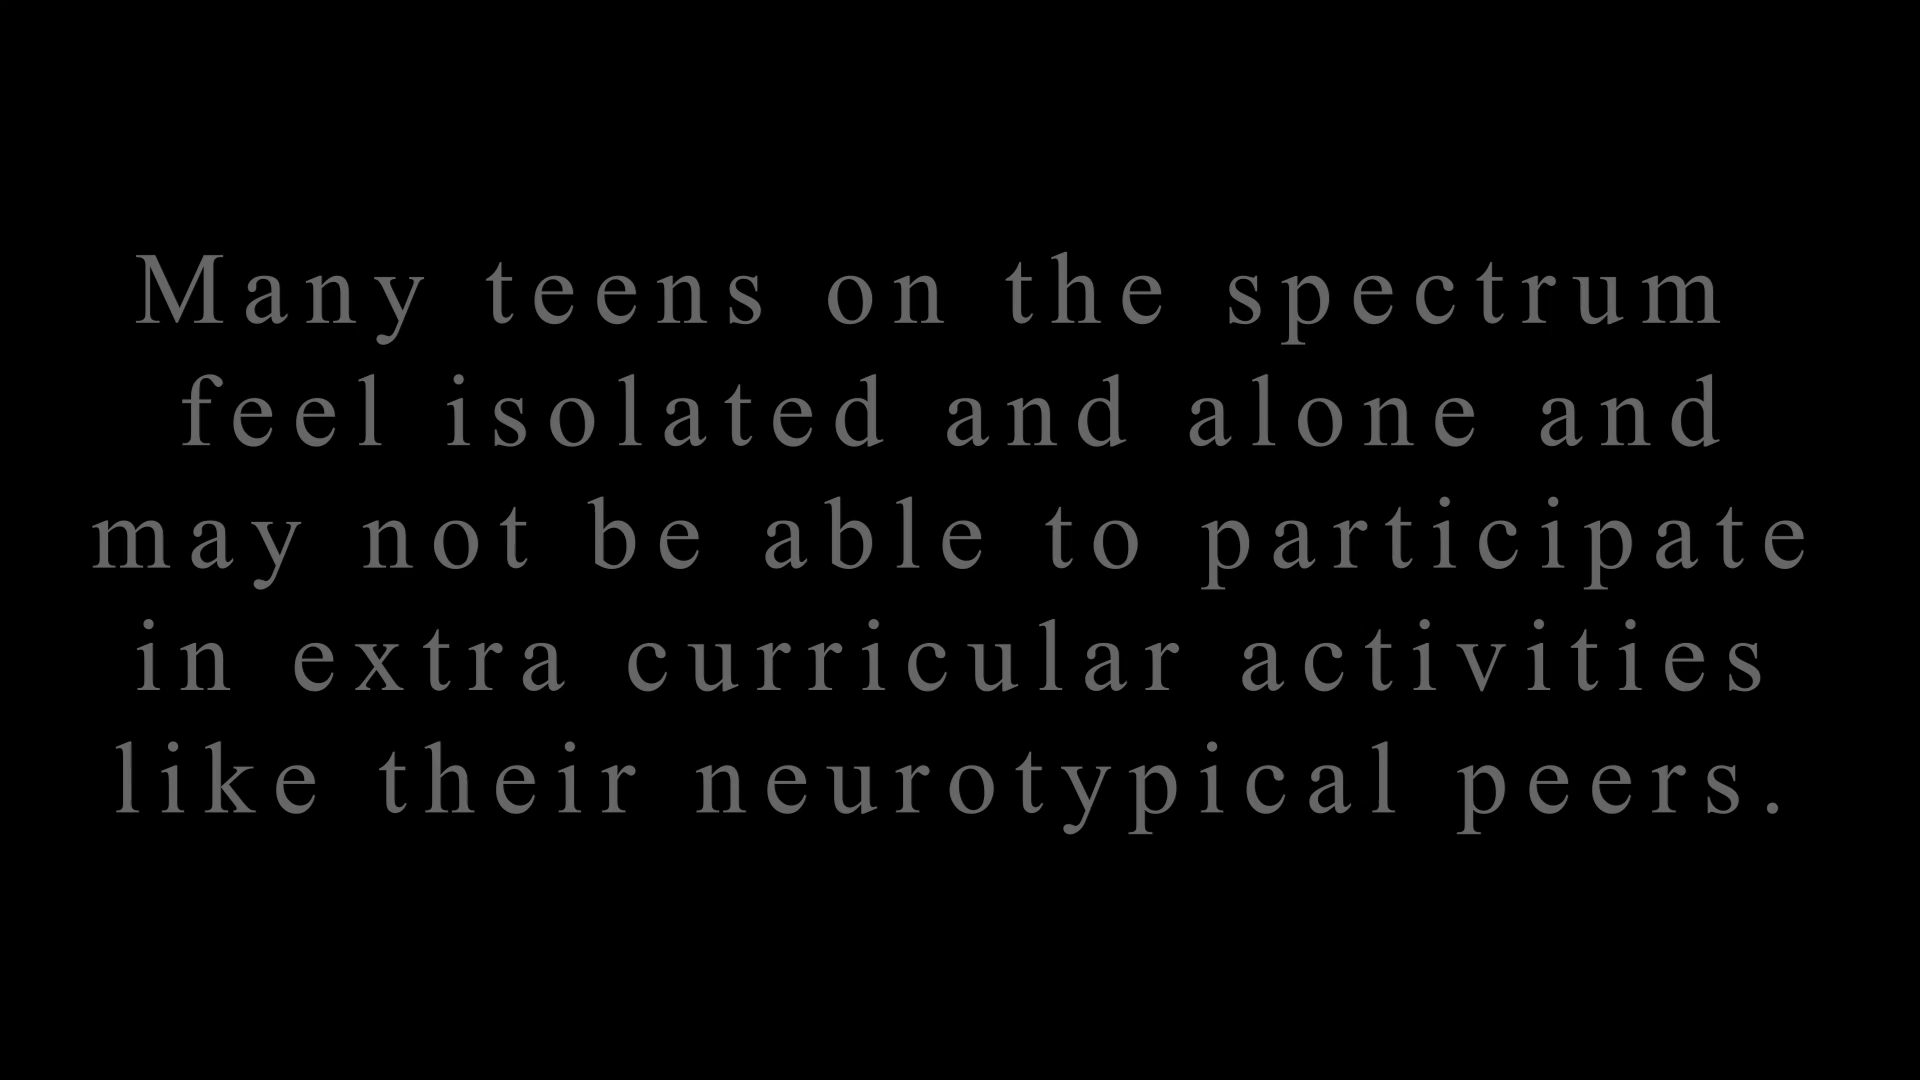 Many teens on the spectrum
feel isolated and alone and
may not be able to participate
in extra curricular activities
like their neurotypical peers.